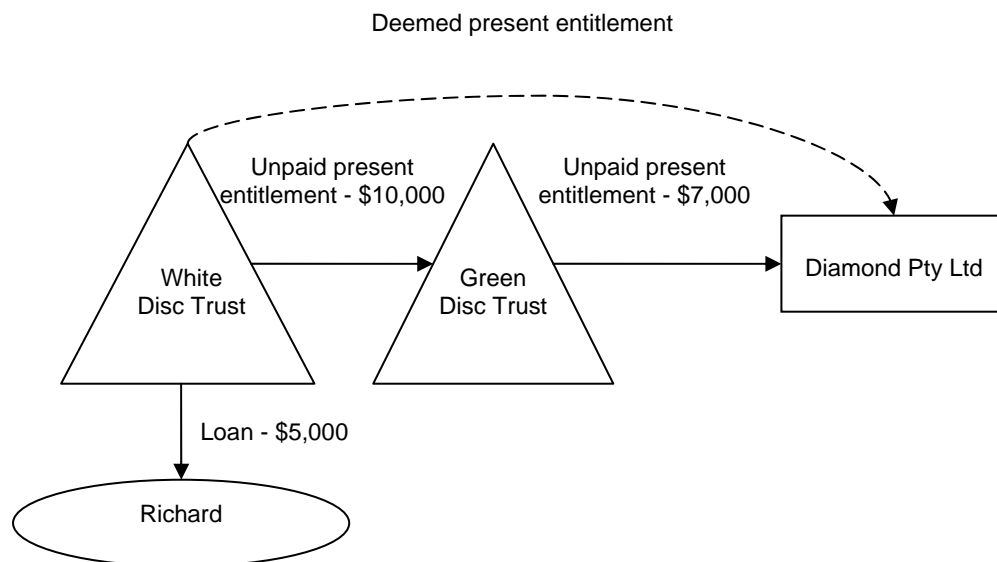 Deemed present entitlement
Unpaid present
entitlement - $10,000
Unpaid present
entitlement - $7,000
White
Disc Trust
Green
Disc Trust
Diamond Pty Ltd
Loan - $5,000
Richard